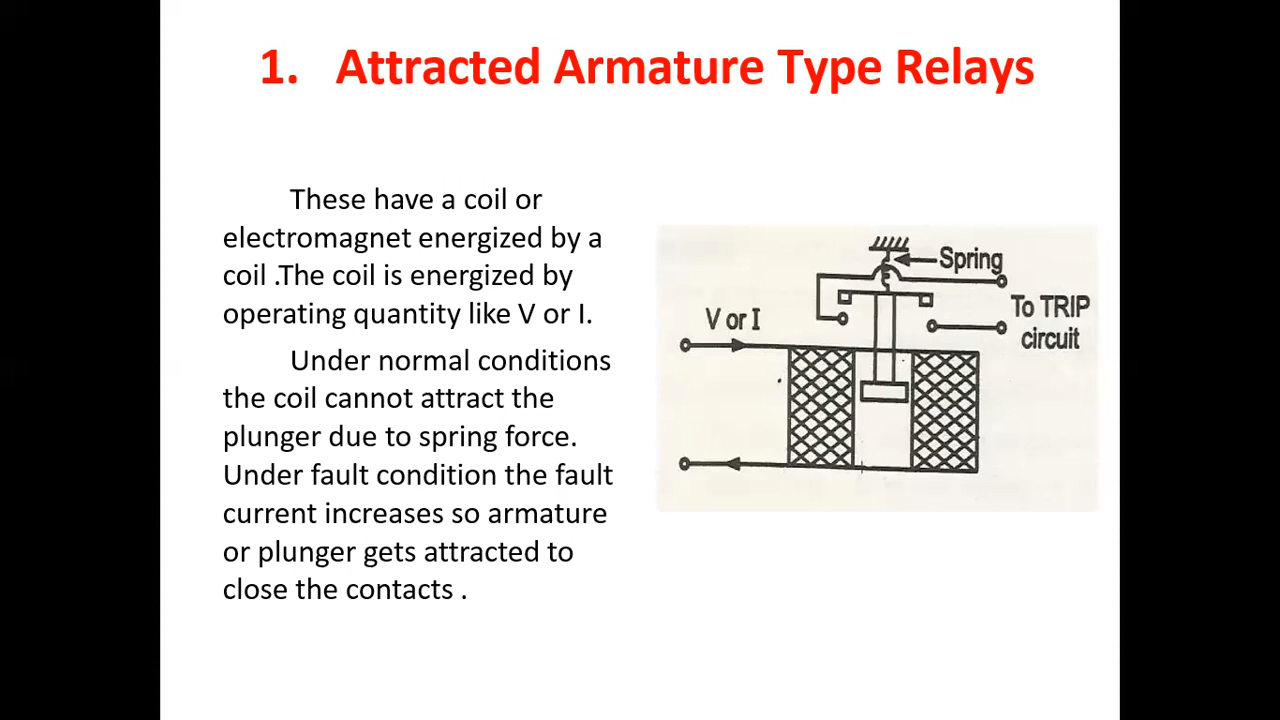 1. Attracted Armature Type Relays
These have a coil or
electromagnet energized by a
coil .The coil is energized by
operating quantity like V or I.
Under normal conditions
the coil cannot attract the
plunger due to spring force.
Under fault condition the fault
current increases so armature
or plunger gets attracted to
close the contacts .
Spring
To TRIP
circuit
V or I